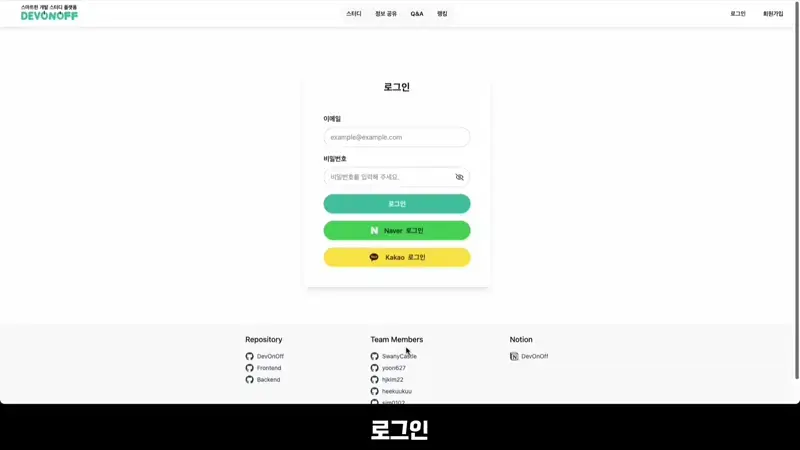 스마트한 개발 스터디 플랫폼
DEVONOFF
스터디 정보 공유 Q&A 랭킹
로그인 회원가입
로그인
이메일
example@example.com
비밀번호
비밀번호를 입력해 주세요.
로그인
N Naver 로그인
Kakao 로그인
Repository
DevOnOff
Frontend
Backend
Team Members
SwanyCastle
yoon627
hjkim22
heekuukuu
sim0102
Notion
DevOnOff
로그인